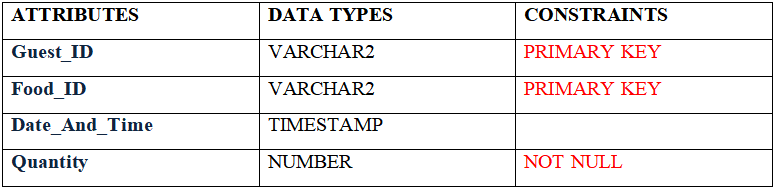 ATTRIBUTES DATA TYPES CONSTRAINTS
Guest_ID VARCHAR2 PRIMARY KEY
Food_ID VARCHAR2 PRIMARY KEY
Date_And_Time TIMESTAMP
Quantity NUMBER NOT NULL